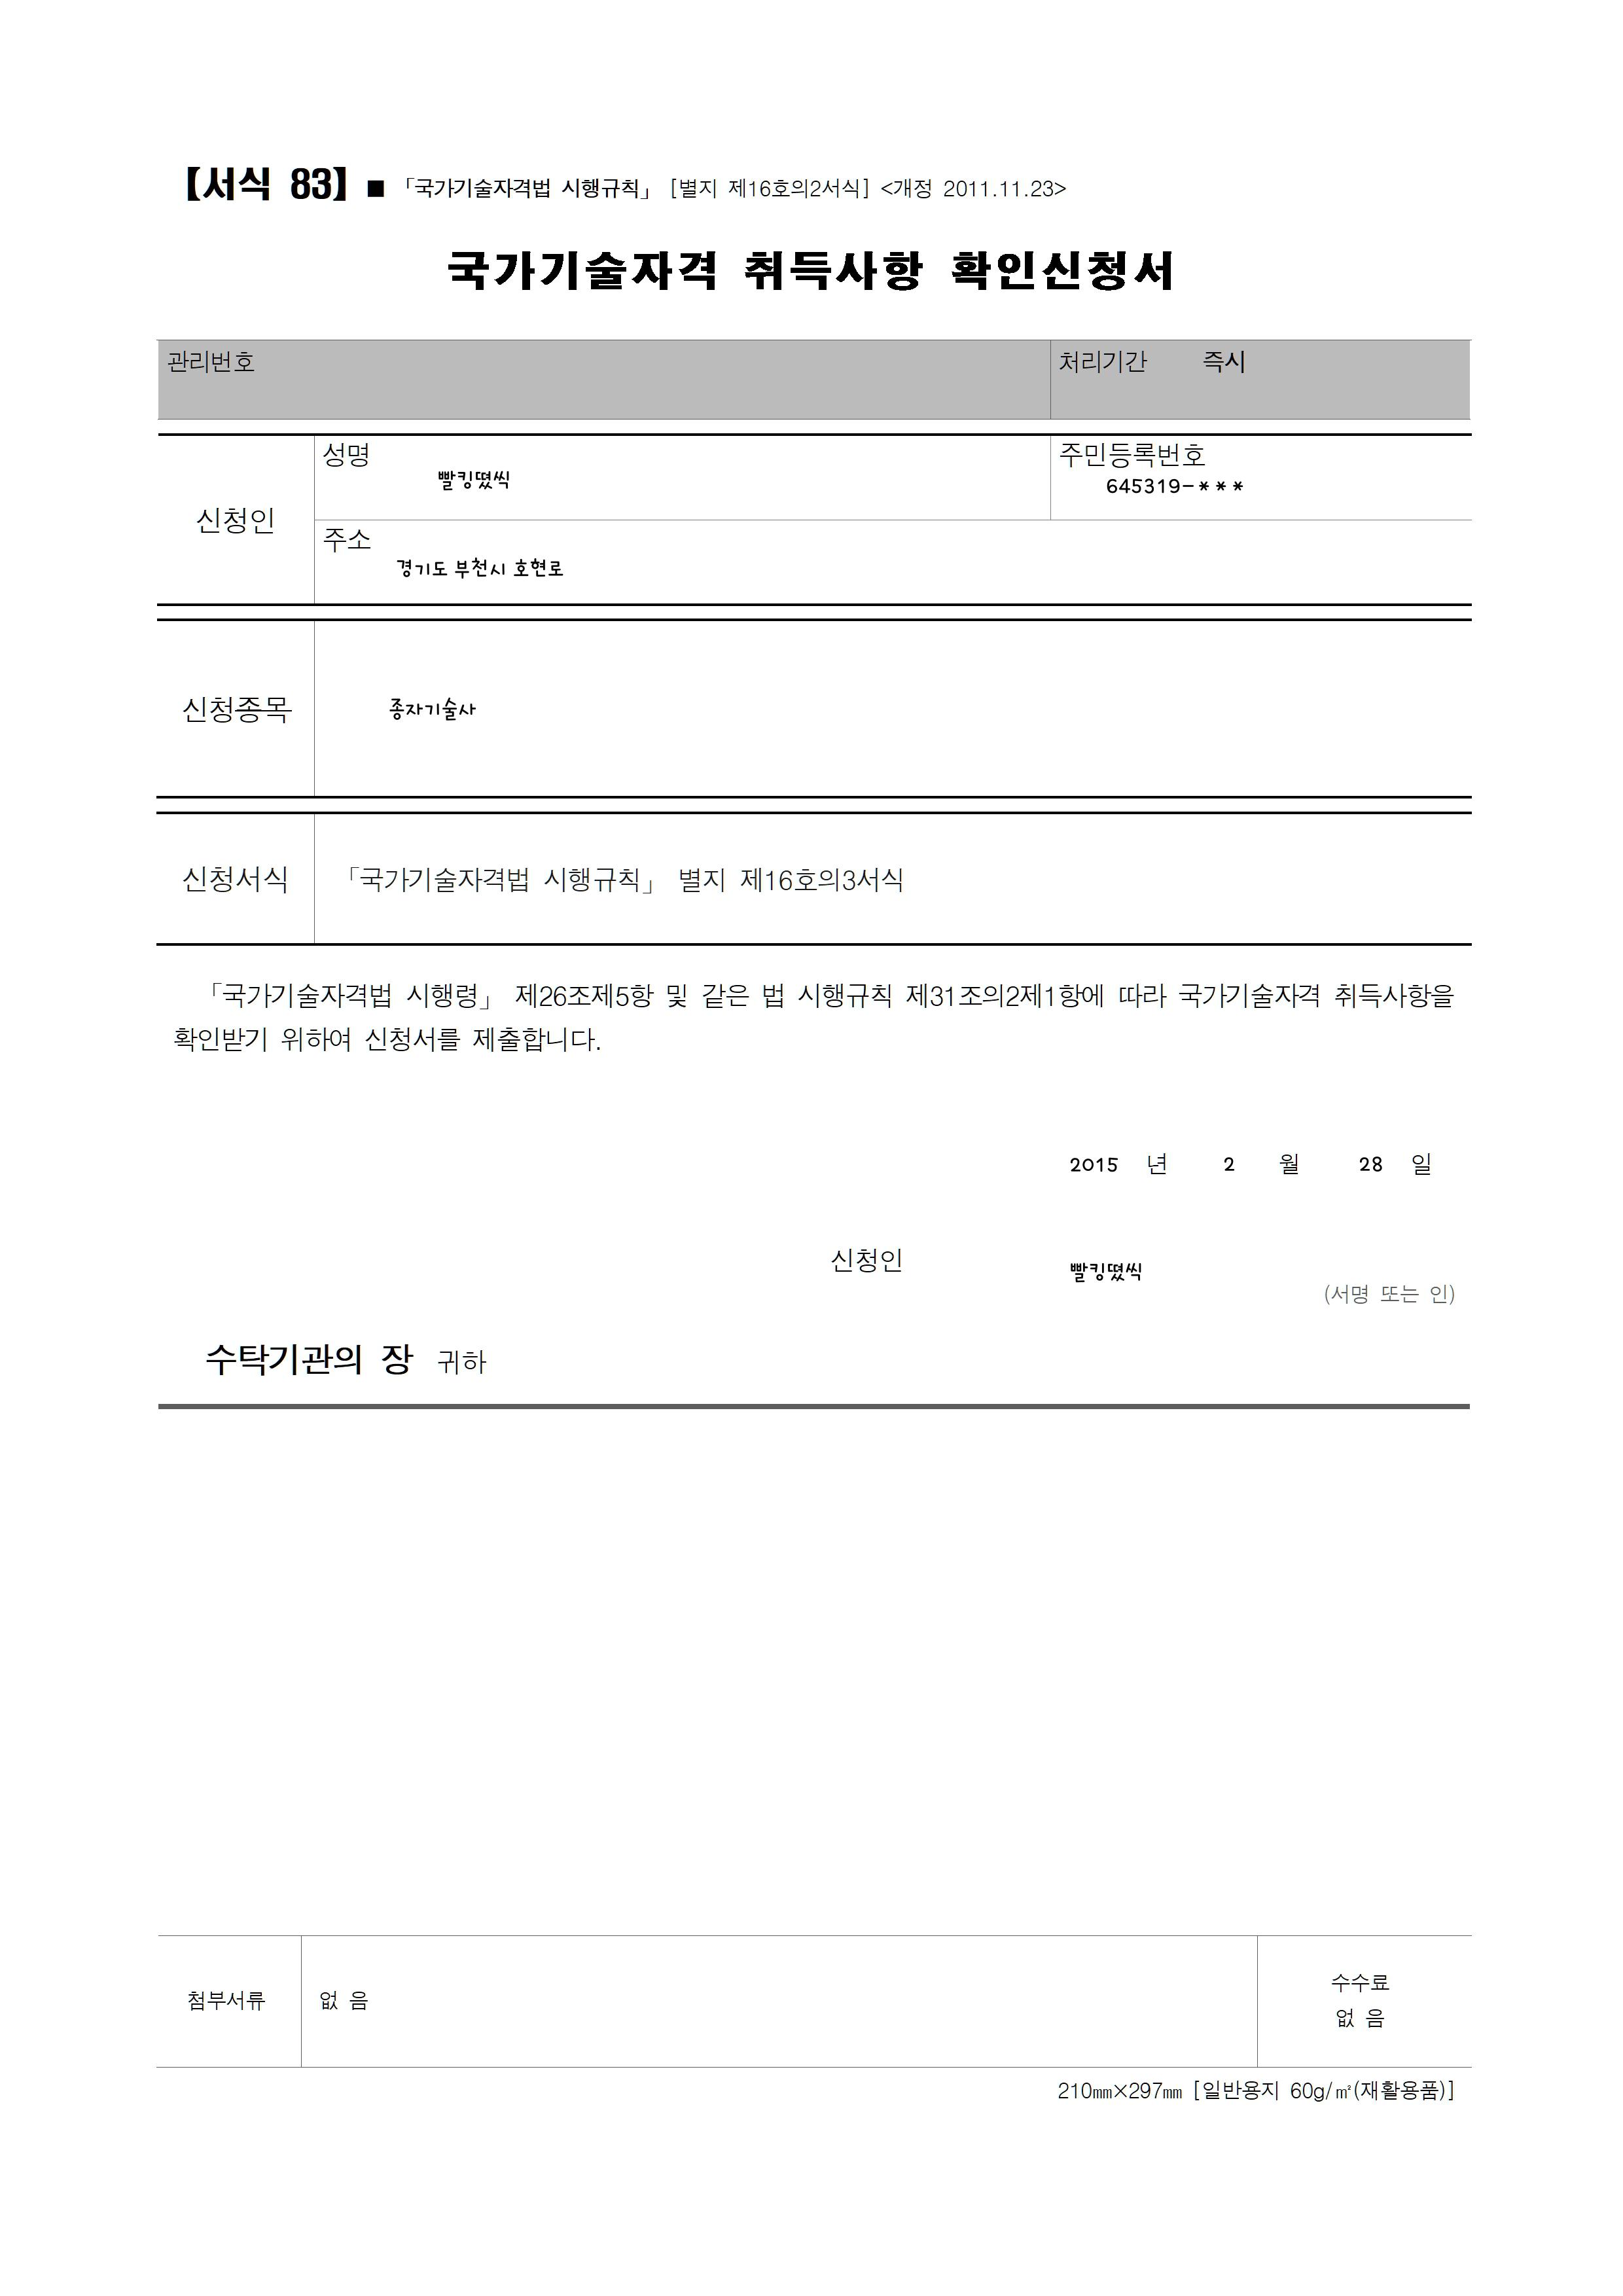 【서식 83】 ■ 「국가기술자격법 시행규칙」 [별지 제16호의2서식] <개정 2011.11.23>
국가기술자격 취득사항 확인신청서
관리번호
처리기간 즉시
신청인
성명
빨킹뗬씩
주민등록번호
645319-***
주소
경기도 부천시 호현로
신청종목
종자기술사
신청서식
「국가기술자격법 시행규칙」 별지 제16호의3서식
「국가기술자격법 시행령」 제26조제5항 및 같은 법 시행규칙 제31조의2제1항에 따라 국가기술자격 취득사항을
확인받기 위하여 신청서를 제출합니다.
2015 년 2 월 28 일
신청인 빨킹뗬씩
(서명 또는 인)
수탁기관의 장 귀하
첨부서류
없 음
수수료
없 음
210㎜×297㎜ [일반용지 60g/㎡(재활용품)]